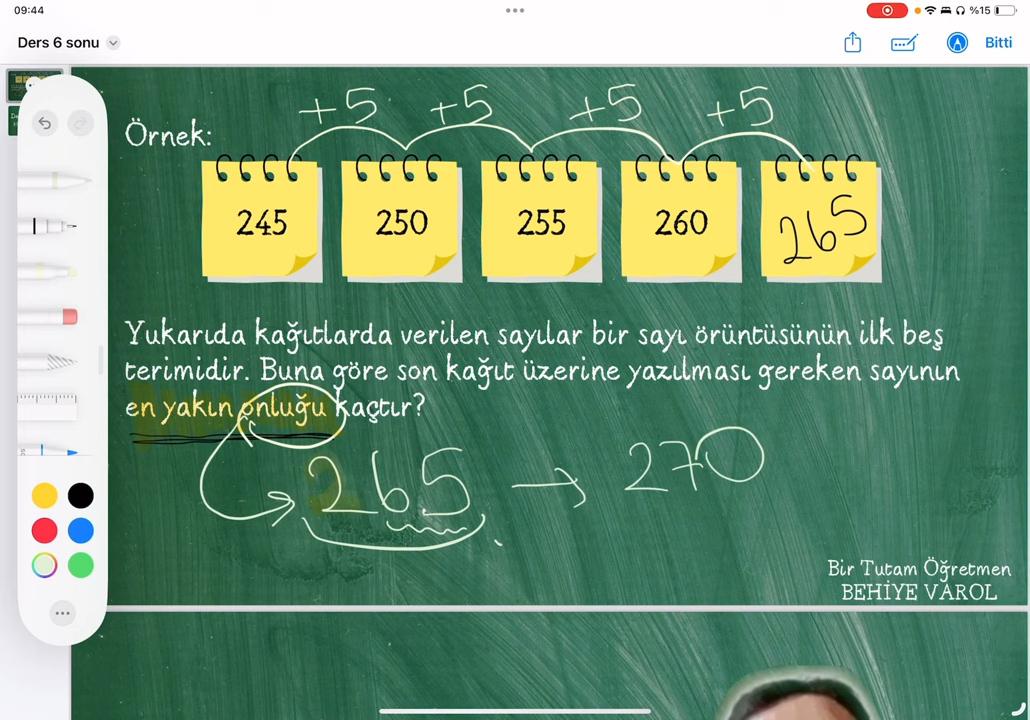 09:44
%15
Ders 6 sonu
Bitti
+5 +5 +5 +5
Örnek:
245 250 255 260 265
Yukarıda kağıtlarda verilen sayılar bir sayı örüntüsünün ilk beş
terimidir. Buna göre son kağıt üzerine yazılması gereken sayının
en yakın onluğu kaçtır?
265 → 270
Bir Tutam Öğretmen
BEHİYE VAROL